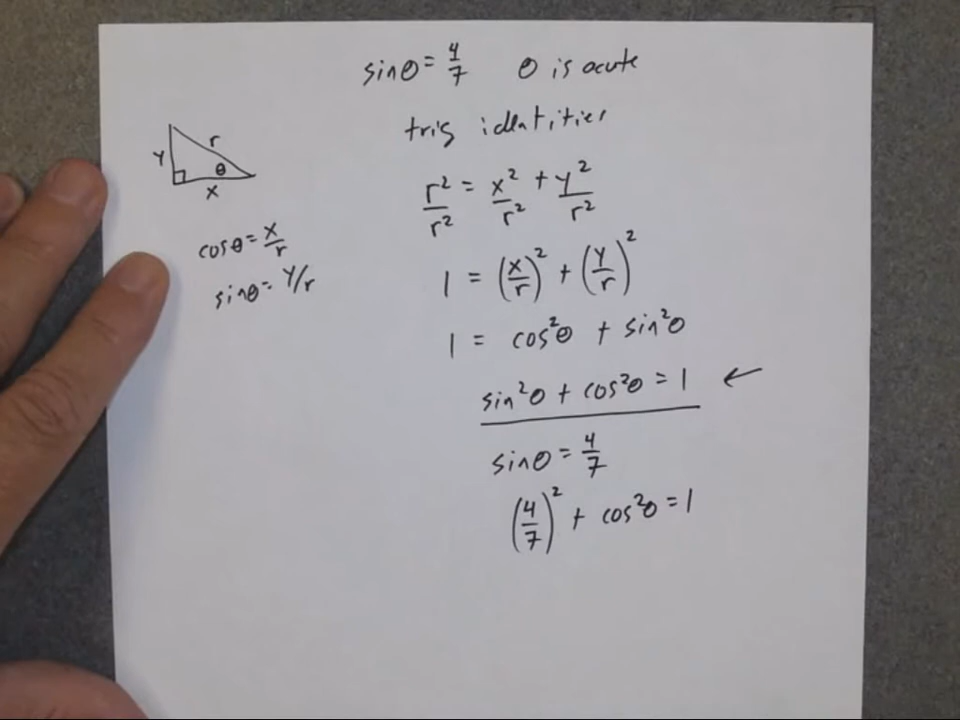 sinθ = 4/7 θ is acute
trig identities
y r θ x
cosθ = x/r
sinθ = y/r
r²/r² = x²/r² + y²/r²
1 = (x/r)² + (y/r)²
1 = cos²θ + sin²θ
sin²θ + cos²θ = 1 ←
sinθ = 4/7
(4/7)² + cos²θ = 1